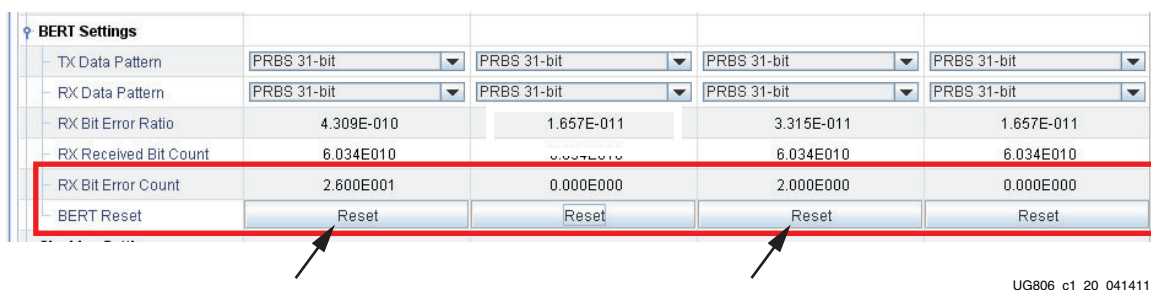 BERT Settings
TX Data Pattern PRBS 31-bit PRBS 31-bit PRBS 31-bit PRBS 31-bit
RX Data Pattern PRBS 31-bit PRBS 31-bit PRBS 31-bit PRBS 31-bit
RX Bit Error Ratio 4.309E-010 1.657E-011 3.315E-011 1.657E-011
RX Received Bit Count 6.034E010 6.034E010 6.034E010
RX Bit Error Count 2.600E001 0.000E000 2.000E000 0.000E000
BERT Reset Reset Reset Reset Reset
UG806_c1_20_041411